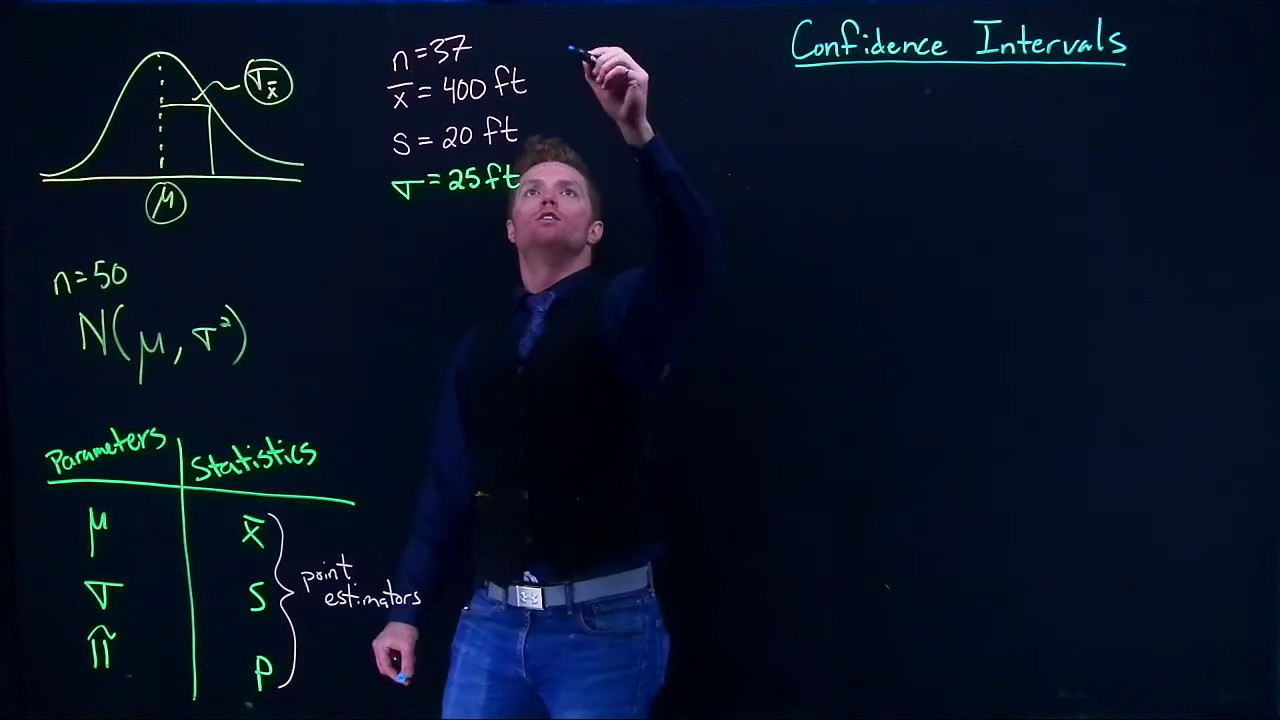 σx̄
μ
n=50
N(μ, σ²)
Parameters Statistics
μ x̄
σ s
π p
point
estimators
n=37
x̄ = 400 ft
s = 20 ft
σ = 25 ft
Confidence Intervals